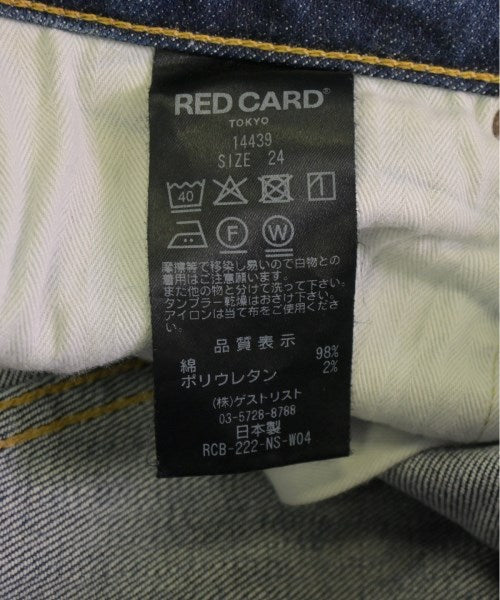 RED CARD®
TOKYO
14439
SIZE 24
40
F W
摩擦等で移染し易いので白物との
着用はご注意願います。
また他の物と分けて洗って下さい。
タンブラー乾燥はおさけ下さい。
アイロンは当て布をご使用下さい。
品質表示
綿 98%
ポリウレタン 2%
(株)ゲストリスト
03-5728-8788
日本製
RCB-222-NS-W04